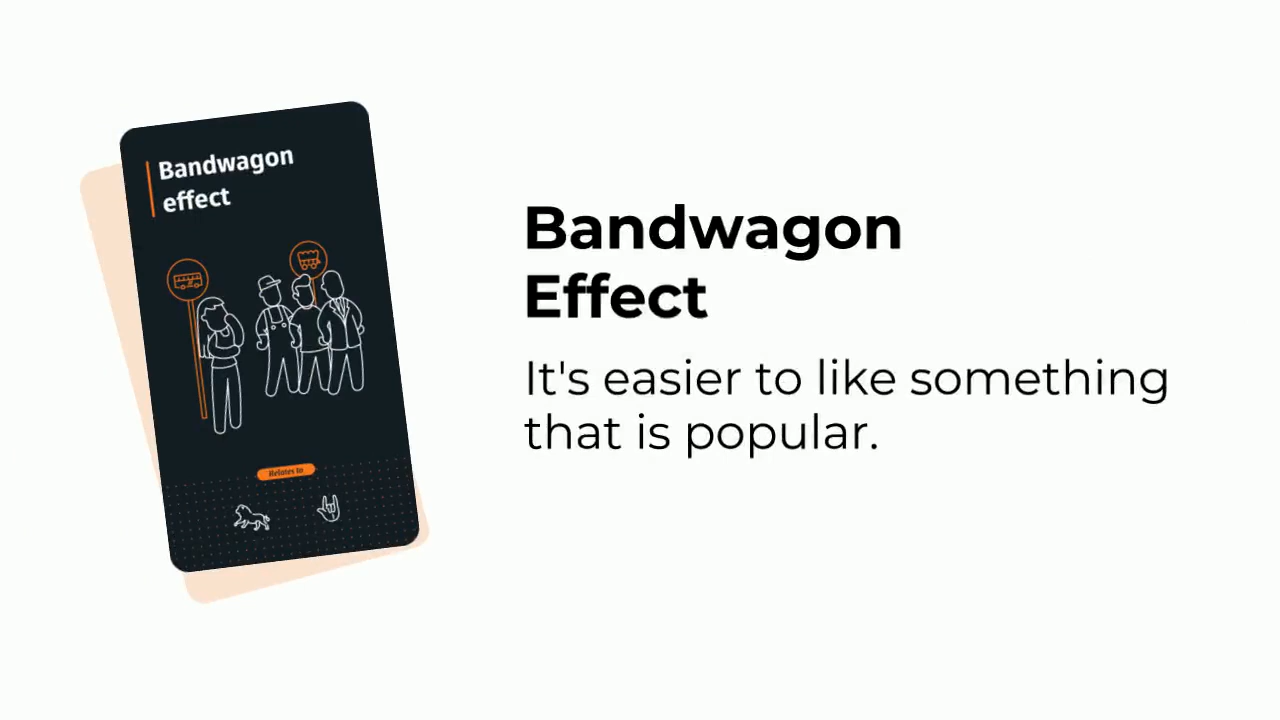 Bandwagon
effect
Relates to
Bandwagon
Effect
It's easier to like something
that is popular.